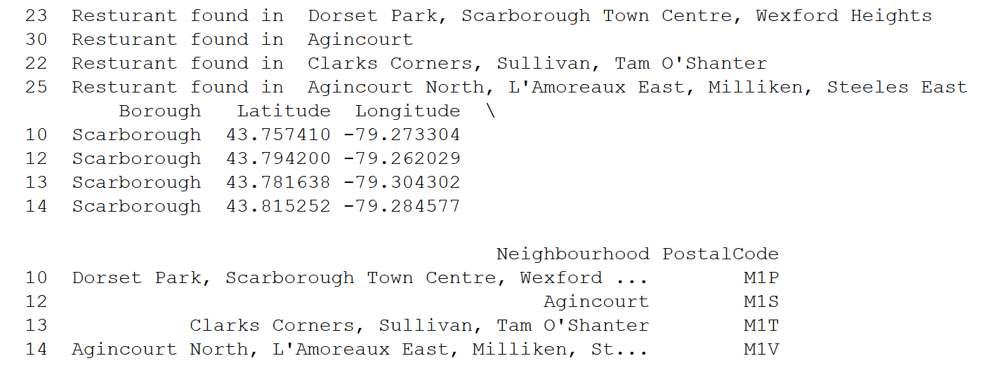 23  Resturant found in  Dorset Park, Scarborough Town Centre, Wexford Heights
30  Resturant found in  Agincourt
22  Resturant found in  Clarks Corners, Sullivan, Tam O'Shanter
25  Resturant found in  Agincourt North, L'Amoreaux East, Milliken, Steeles East
        Borough   Latitude  Longitude  \
10  Scarborough  43.757410 -79.273304
12  Scarborough  43.794200 -79.262029
13  Scarborough  43.781638 -79.304302
14  Scarborough  43.815252 -79.284577
                                        Neighbourhood PostalCode
10  Dorset Park, Scarborough Town Centre, Wexford ...        M1P
12                                          Agincourt        M1S
13            Clarks Corners, Sullivan, Tam O'Shanter        M1T
14  Agincourt North, L'Amoreaux East, Milliken, St...        M1V